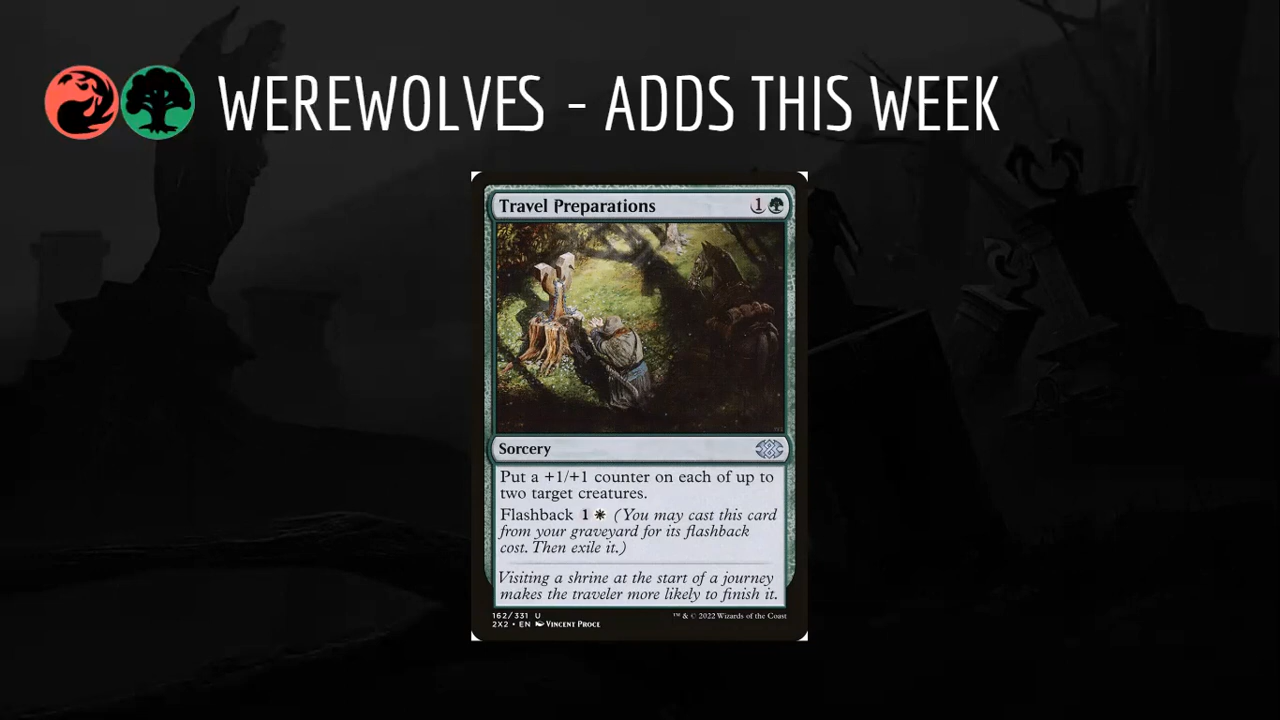 WEREWOLVES - ADDS THIS WEEK
Travel Preparations 1
Sorcery
Put a +1/+1 counter on each of up to
two target creatures.
Flashback 1 (You may cast this card
from your graveyard for its flashback
cost. Then exile it.)
Visiting a shrine at the start of a journey
makes the traveler more likely to finish it.
162/331 U
2X2 • EN VINCENT PROCE
™ & © 2022 Wizards of the Coast